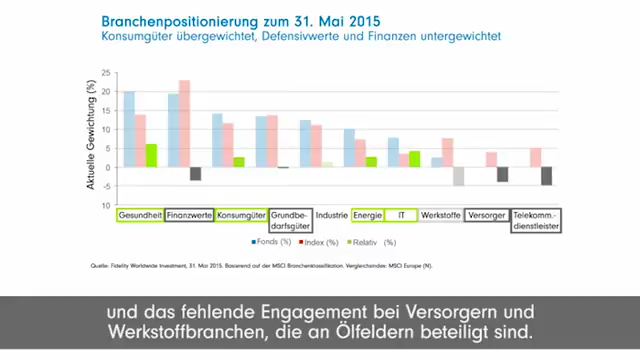 Branchenpositionierung zum 31. Mai 2015
Konsumgüter übergewichtet, Defensivwerte und Finanzen untergewichtet
Aktuelle Gewichtung (%)
25
20
15
10
5
0
-5
10
Gesundheit Finanzwerte Konsumgüter Grundbe-
darfsgüter Industrie Energie IT Werkstoffe Versorger Telekomm.-
dienstleister
Fonds (%) Index (%) Relativ (%)
Quelle: Fidelity Worldwide Investment, 31. Mai 2015. Basierend auf der MSCI Branchenklassifikation. Vergleichsindex: MSCI Europe (N).
und das fehlende Engagement bei Versorgern und
Werkstoffbranchen, die an Ölfeldern beteiligt sind.